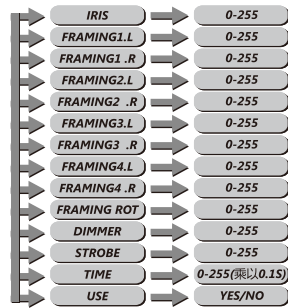 IRIS 0-255
FRAMING1.L 0-255
FRAMING1 .R 0-255
FRAMING2.L 0-255
FRAMING2 .R 0-255
FRAMING3.L 0-255
FRAMING3 .R 0-255
FRAMING4.L 0-255
FRAMING4 .R 0-255
FRAMING ROT 0-255
DIMMER 0-255
STROBE 0-255
TIME 0-255(乘以0.1S)
USE YES/NO